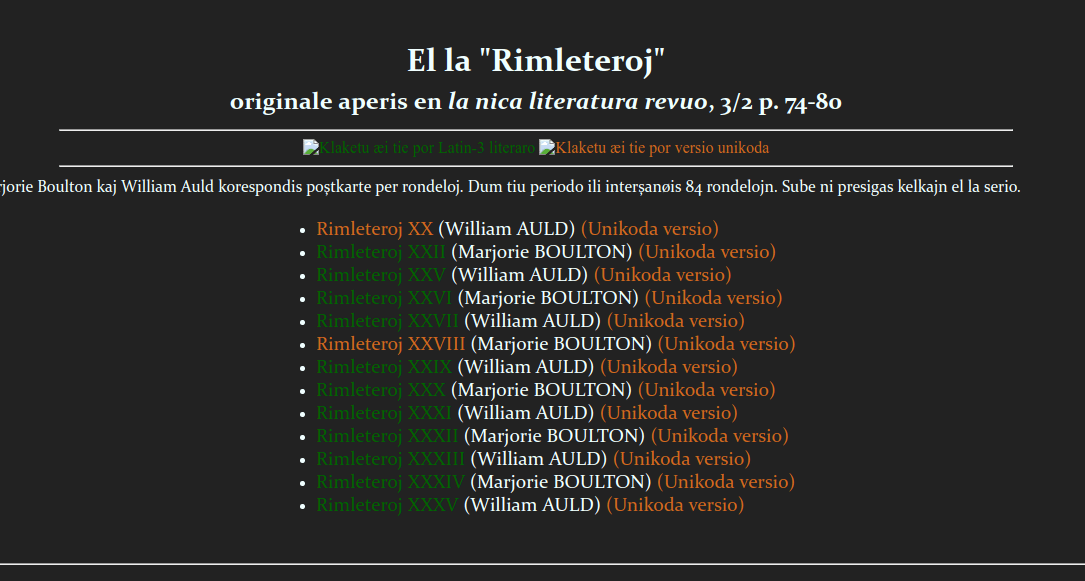 El la "Rimleteroj"
originale aperis en la nica literatura revuo, 3/2 p. 74-80
Klaketu æi tie por Latin-3 literaro Klaketu æi tie por versio unikoda
rjorie Boulton kaj William Auld korespondis poștkarte per rondeloj. Dum tiu periodo ili interșanøis 84 rondelojn. Sube ni presigas kelkajn el la serio.
Rimleteroj XX (William AULD) (Unikoda versio)
Rimleteroj XXII (Marjorie BOULTON) (Unikoda versio)
Rimleteroj XXV (William AULD) (Unikoda versio)
Rimleteroj XXVI (Marjorie BOULTON) (Unikoda versio)
Rimleteroj XXVII (William AULD) (Unikoda versio)
Rimleteroj XXVIII (Marjorie BOULTON) (Unikoda versio)
Rimleteroj XXIX (William AULD) (Unikoda versio)
Rimleteroj XXX (Marjorie BOULTON) (Unikoda versio)
Rimleteroj XXXI (William AULD) (Unikoda versio)
Rimleteroj XXXII (Marjorie BOULTON) (Unikoda versio)
Rimleteroj XXXIII (William AULD) (Unikoda versio)
Rimleteroj XXXIV (Marjorie BOULTON) (Unikoda versio)
Rimleteroj XXXV (William AULD) (Unikoda versio)